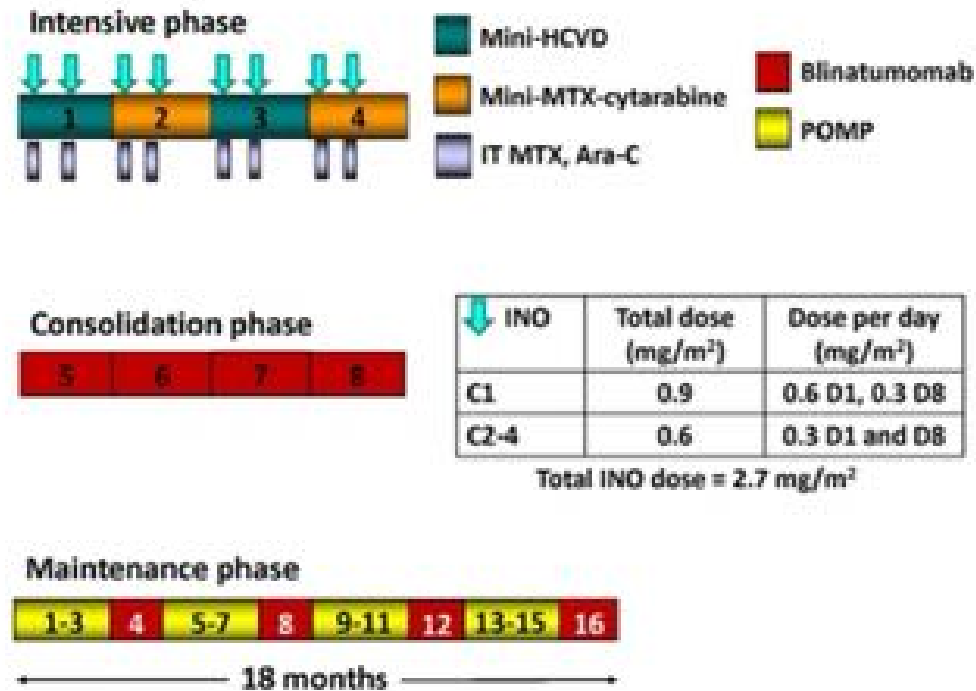 Intensive phase
1 2 3 4
Mini-HCVD
Mini-MTX-cytarabine
IT MTX, Ara-C
Blinatumomab
POMP
Consolidation phase
5 6 7 8
INO Total dose (mg/m²) Dose per day (mg/m²)
C1 0.9 0.6 D1, 0.3 D8
C2-4 0.6 0.3 D1 and D8
Total INO dose = 2.7 mg/m²
Maintenance phase
1-3 4 5-7 8 9-11 12 13-15 16
18 months